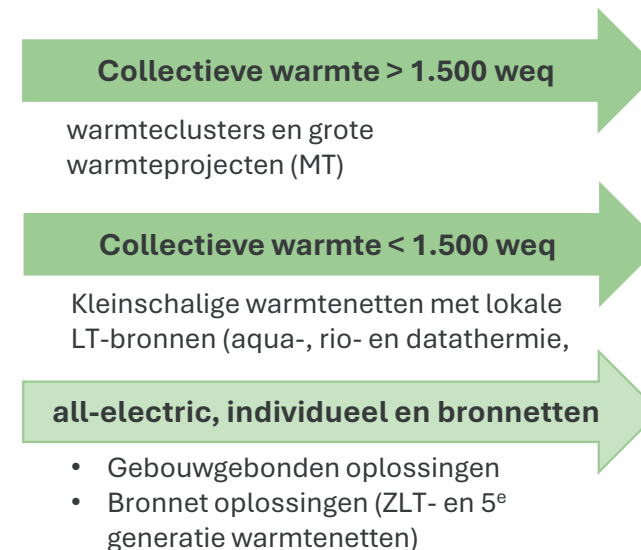 Collectieve warmte > 1.500 weq
warmteclusters en grote
warmteprojecten (MT)
Collectieve warmte < 1.500 weq
Kleinschalige warmtenetten met lokale
LT-bronnen (aqua-, rio- en datathermie,
all-electric, individueel en bronnetten
• Gebouwgebonden oplossingen
• Bronnet oplossingen (ZLT- en 5ᵉ
generatie warmtenetten)